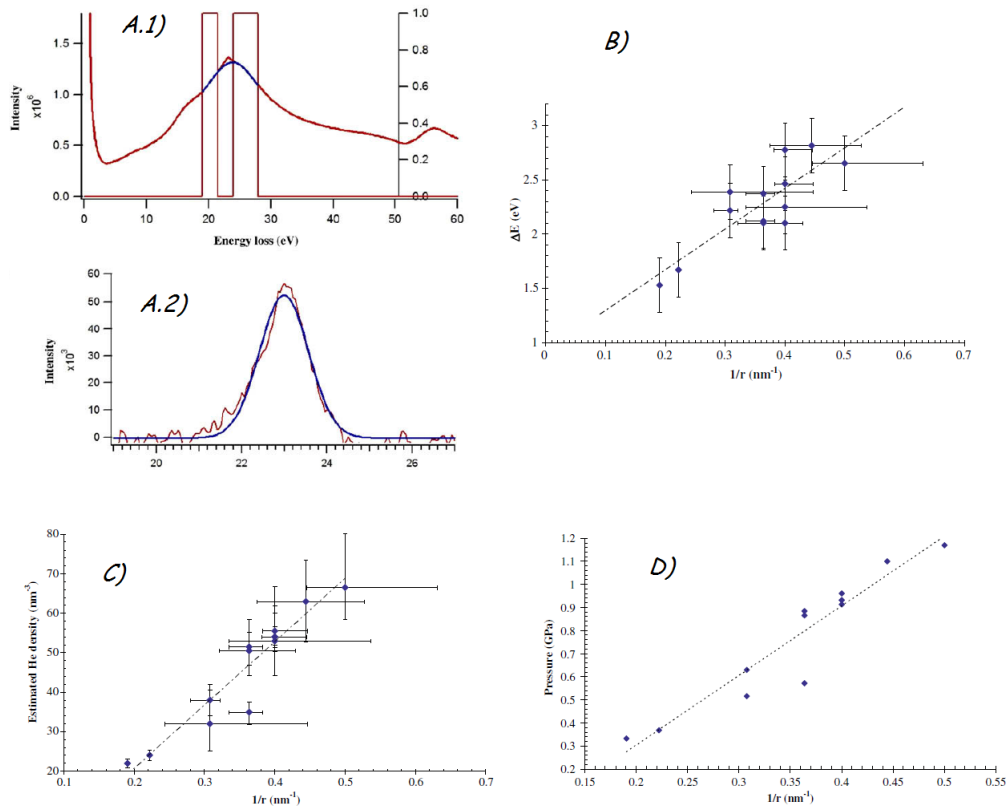 A.1)
1.5
1.0
0.5
0.0
Intensity
x10⁶
1.0
0.8
0.6
0.4
0.2
0.0
0 10 20 30 40 50 60
Energy loss (eV)
A.2)
60
50
40
30
20
10
0
Intensity
x10³
20 22 24 26
B)
3
2.5
2
1.5
1
ΔE (eV)
0 0.1 0.2 0.3 0.4 0.5 0.6 0.7
1/r (nm⁻¹)
C)
80
70
60
50
40
30
20
Estimated He density (nm⁻³)
0.1 0.2 0.3 0.4 0.5 0.6 0.7
1/r (nm⁻¹)
D)
1.2
1.1
1
0.9
0.8
0.7
0.6
0.5
0.4
0.3
0.2
Pressure (GPa)
0.15 0.2 0.25 0.3 0.35 0.4 0.45 0.5 0.55
1/r (nm⁻¹)